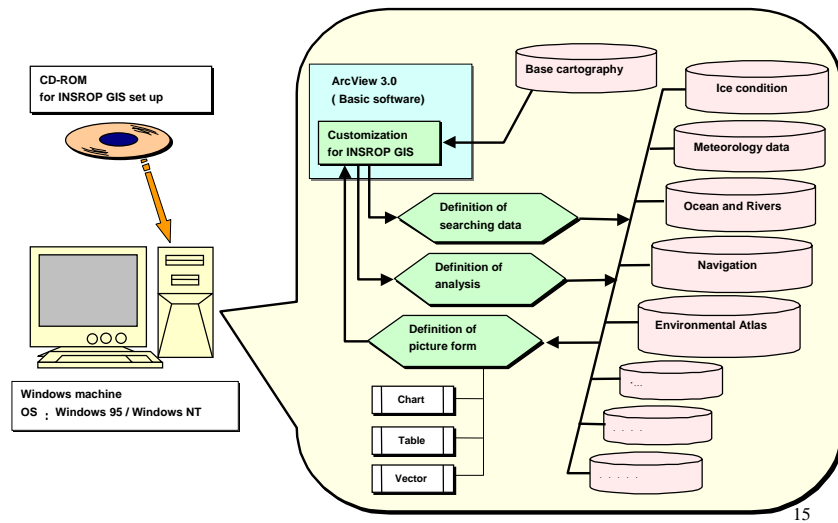 CD-ROM
for INSROP GIS set up
Windows machine
OS : Windows 95 / Windows NT
ArcView 3.0
( Basic software)
Customization
for INSROP GIS
Base cartography
Definition of
searching data
Definition of
analysis
Definition of
picture form
Chart
Table
Vector
Ice condition
Meteorology data
Ocean and Rivers
Navigation
Environmental Atlas
·...
. . . .
. . . . .
15